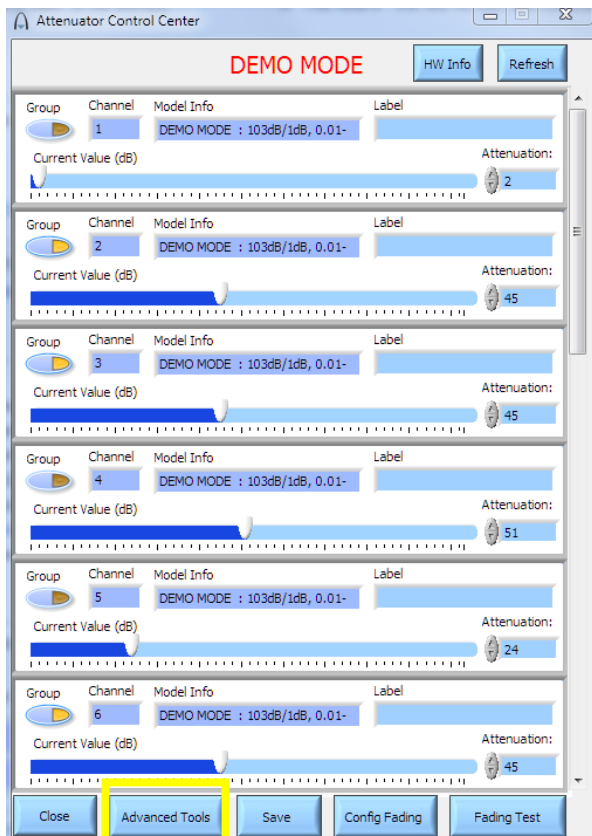 Attenuator Control Center
DEMO MODE
HW Info
Refresh
Group Channel Model Info Label
1 DEMO MODE : 103dB/1dB, 0.01-
Current Value (dB) Attenuation:
2
Group Channel Model Info Label
2 DEMO MODE : 103dB/1dB, 0.01-
Current Value (dB) Attenuation:
45
Group Channel Model Info Label
3 DEMO MODE : 103dB/1dB, 0.01-
Current Value (dB) Attenuation:
45
Group Channel Model Info Label
4 DEMO MODE : 103dB/1dB, 0.01-
Current Value (dB) Attenuation:
51
Group Channel Model Info Label
5 DEMO MODE : 103dB/1dB, 0.01-
Current Value (dB) Attenuation:
24
Group Channel Model Info Label
6 DEMO MODE : 103dB/1dB, 0.01-
Current Value (dB) Attenuation:
45
Close Advanced Tools Save Config Fading Fading Test